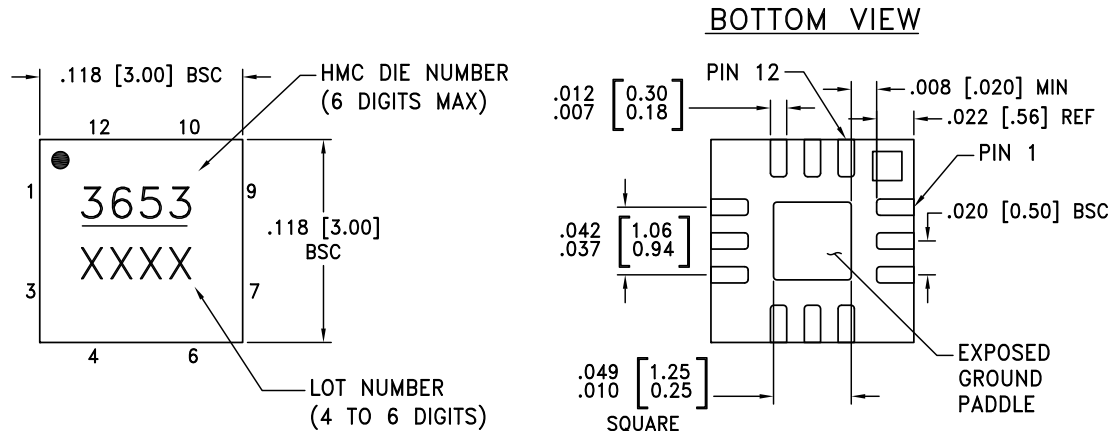 BOTTOM VIEW
.118 [3.00] BSC
HMC DIE NUMBER
(6 DIGITS MAX)
12
10
1
9
3653
XXXX
.118 [3.00]
BSC
3
7
4
6
LOT NUMBER
(4 TO 6 DIGITS)
PIN 12
.012 [0.30]
.007 [0.18]
.008 [.020] MIN
.022 [.56] REF
PIN 1
.020 [0.50] BSC
.042 [1.06]
.037 [0.94]
.049 [1.25]
.010 [0.25]
SQUARE
EXPOSED
GROUND
PADDLE